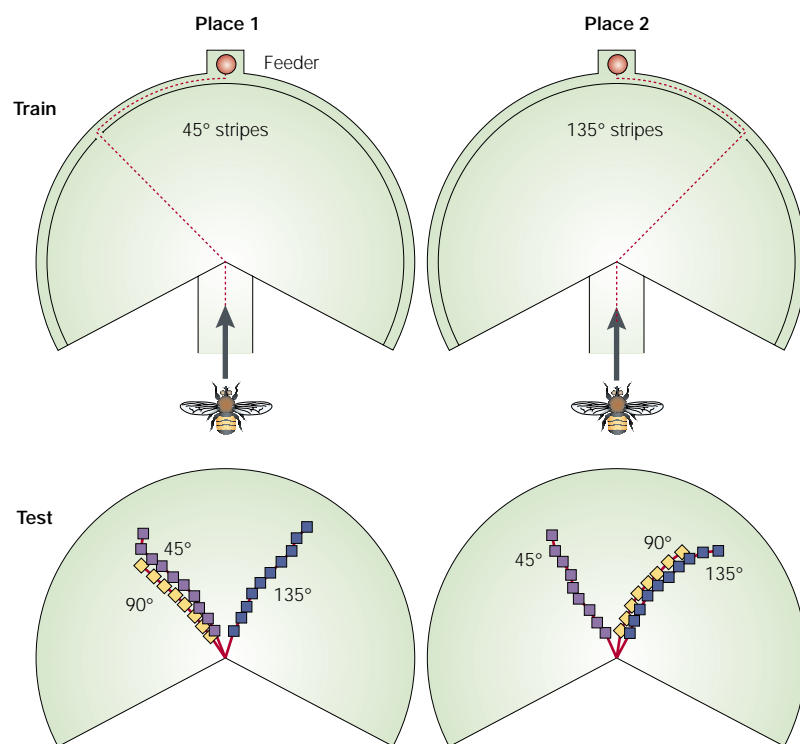 Place 1
Place 2
Feeder
Train
45° stripes
135° stripes
Test
45°
90°
135°
45°
90°
135°